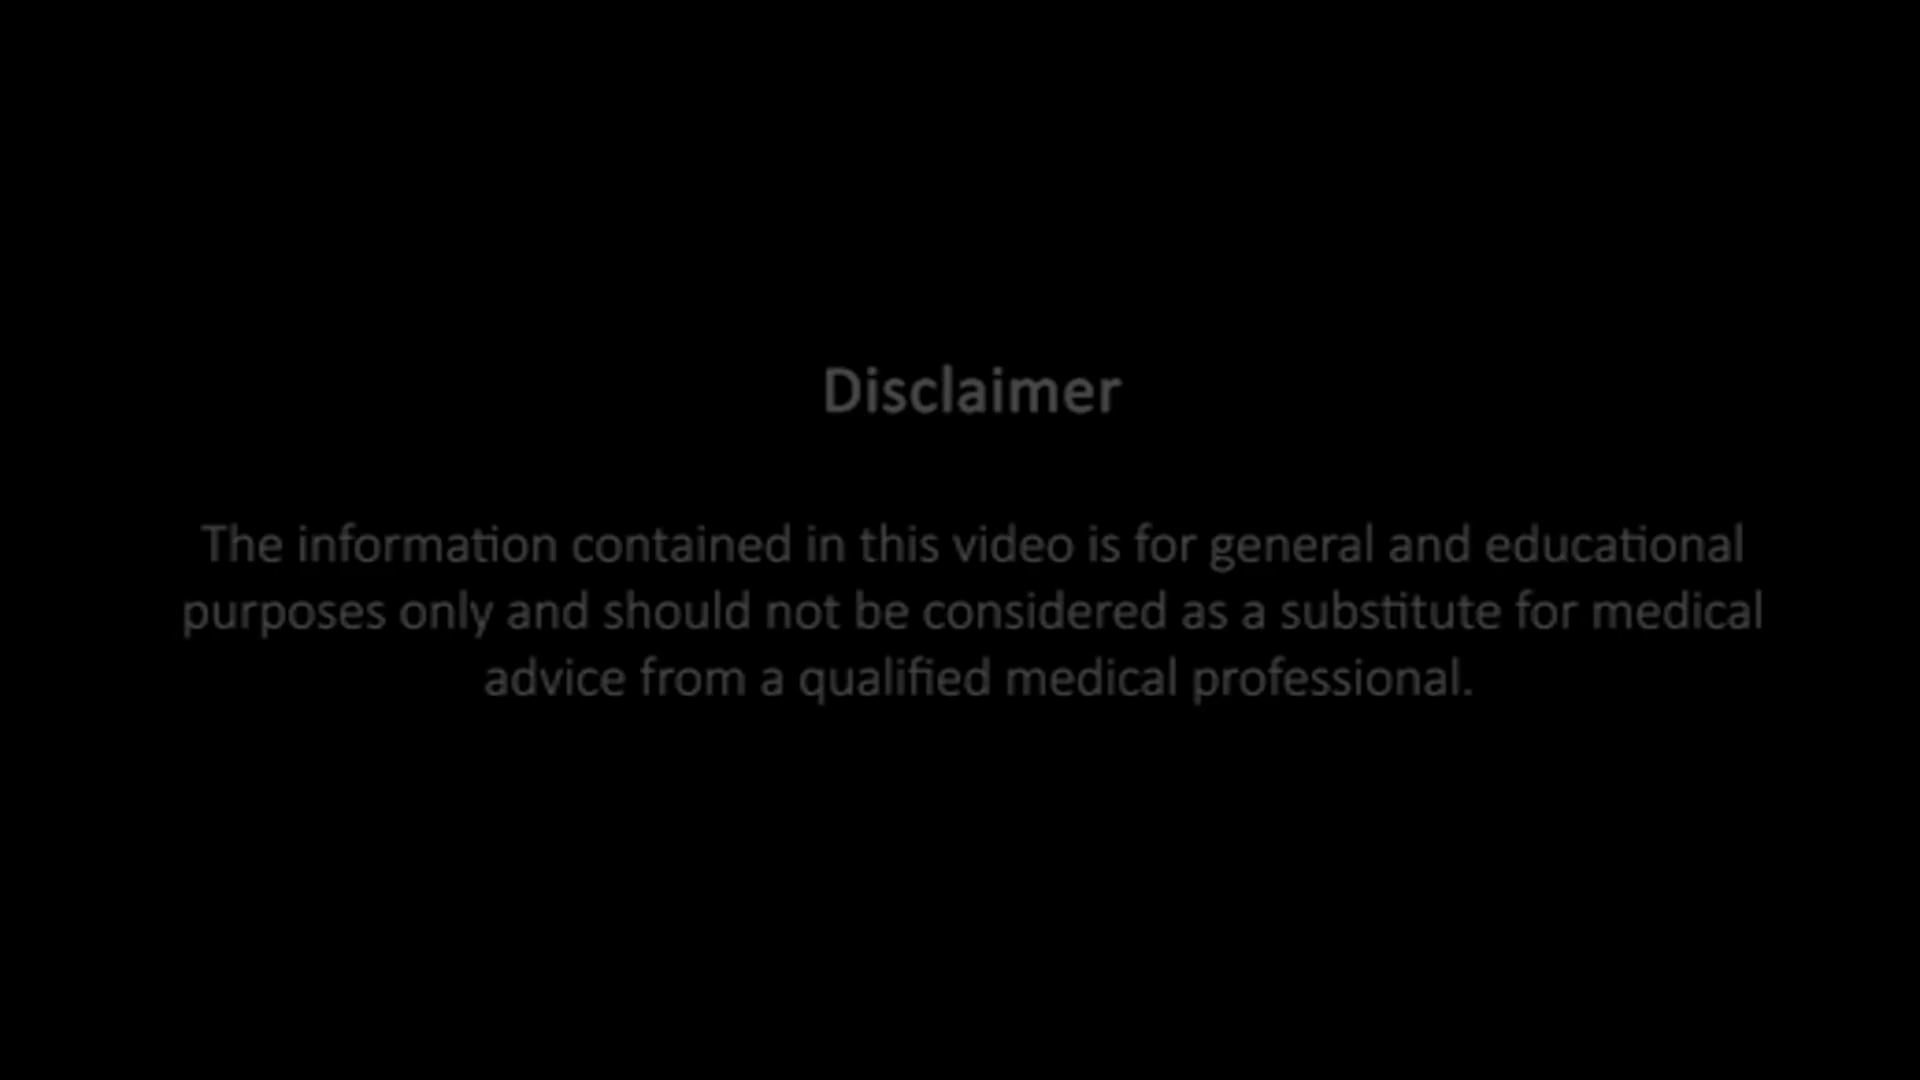 Disclaimer
The information contained in this video is for general and educational
purposes only and should not be considered as a substitute for medical
advice from a qualified medical professional.